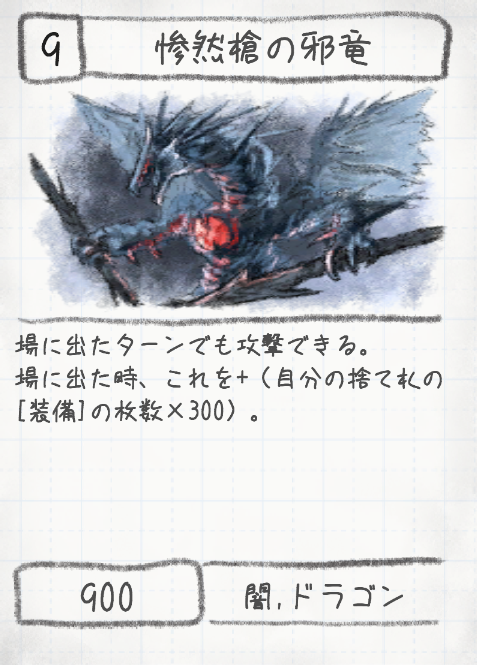 9
惨然槍の邪竜
場に出たターンでも攻撃できる。
場に出た時、これを+（自分の捨て札の
[装備]の枚数×300）。
900
闇,ドラゴン